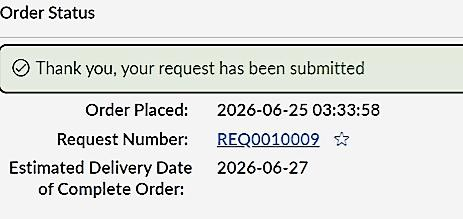 Order Status
Thank you, your request has been submitted
Order Placed: 2026-06-25 03:33:58
Request Number: REQ0010009
Estimated Delivery Date 2026-06-27
of Complete Order: